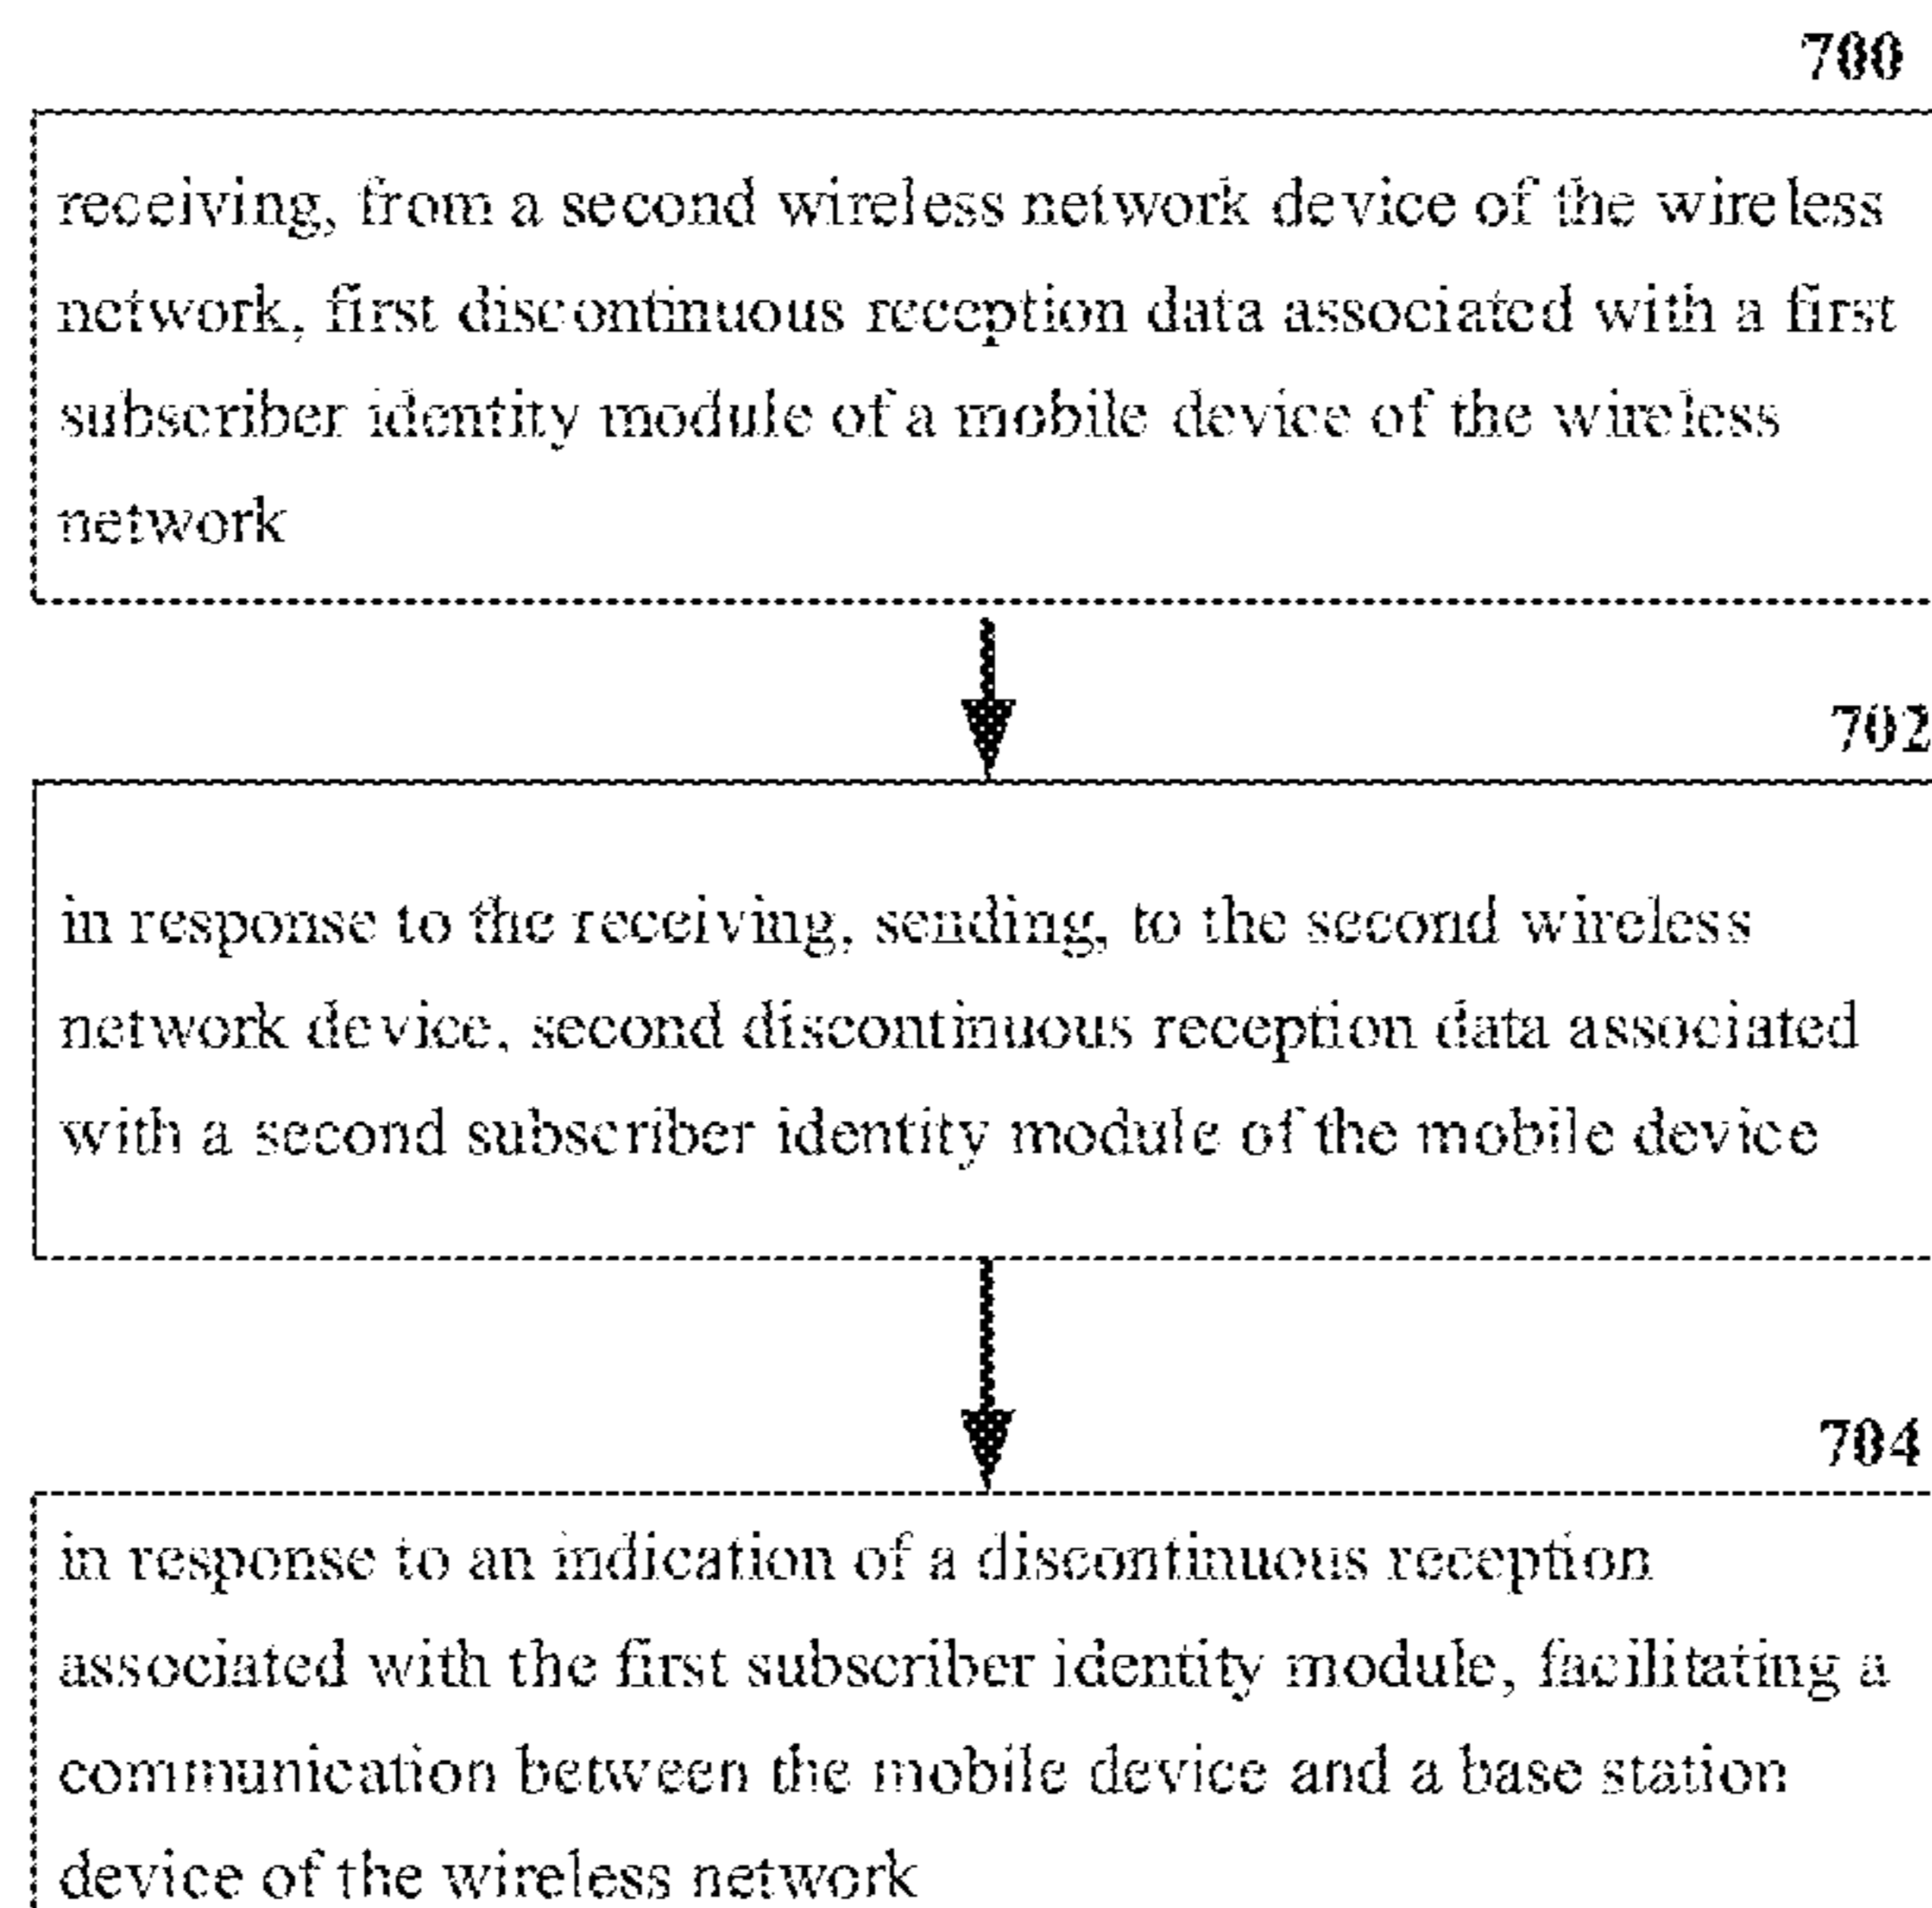 700
receiving, from a second wireless network device of the wireless
network, first discontinuous reception data associated with a first
subscriber identity module of a mobile device of the wireless
network
702
in response to the receiving, sending, to the second wireless
network device, second discontinuous reception data associated
with a second subscriber identity module of the mobile device
704
in response to an indication of a discontinuous reception
associated with the first subscriber identity module, facilitating a
communication between the mobile device and a base station
device of the wireless network